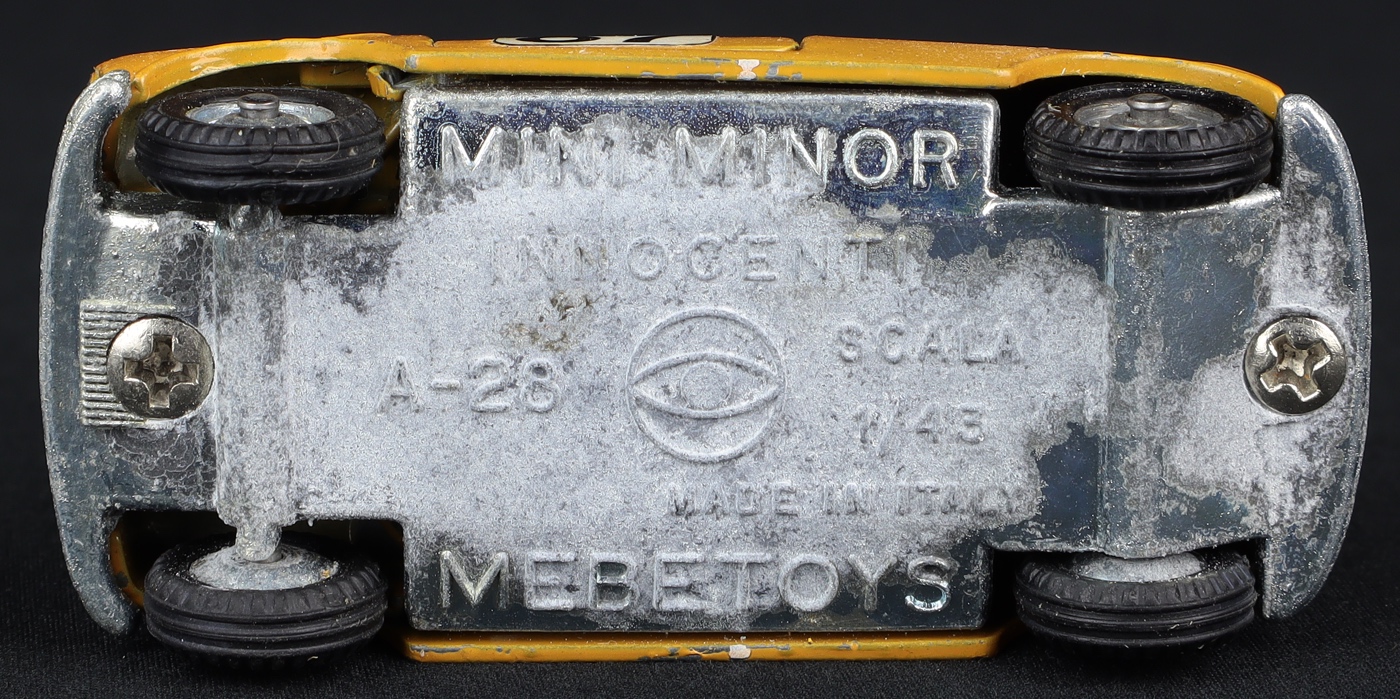 MINI MINOR
INNOCENTI
A-28
SCALA
1/43
MADE IN ITALY
MEBETOYS